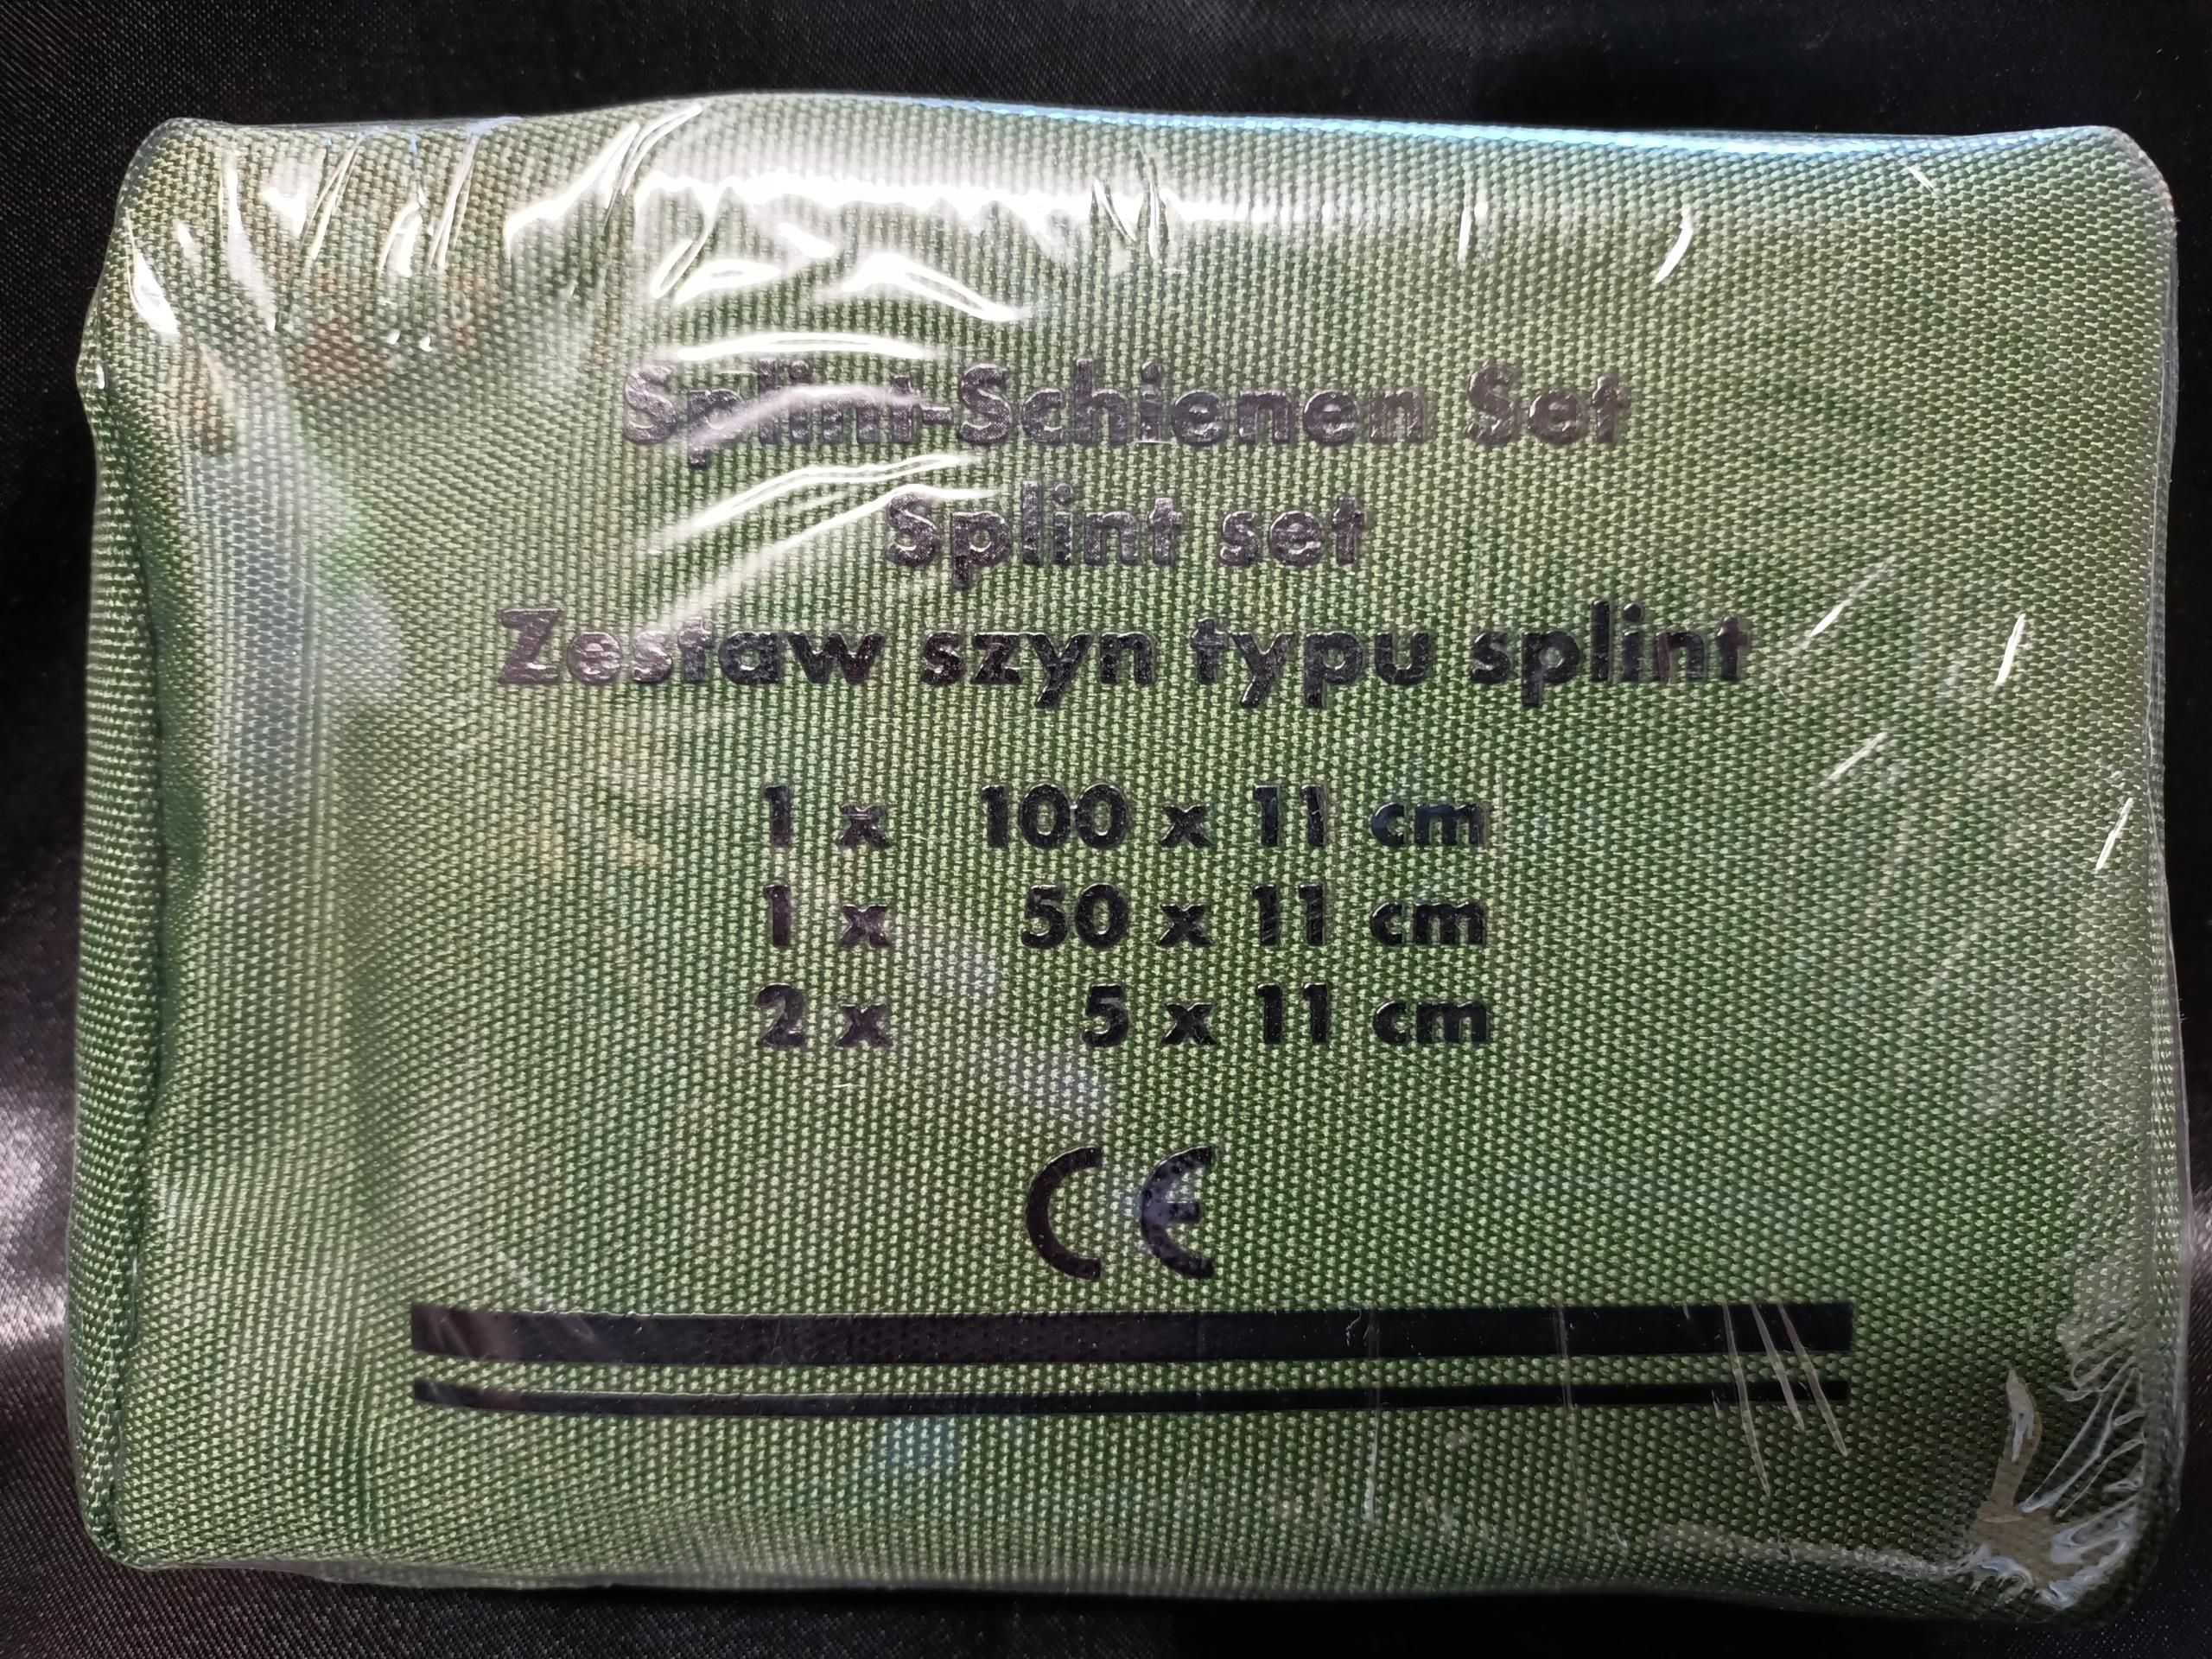 Splint-Schienen Set
Splint set
Zestaw szyn typu splint
1 x 100 x 11 cm
1 x 50 x 11 cm
2 x 5 x 11 cm
CE